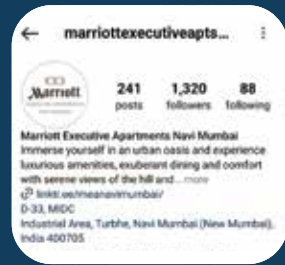 marriottexecutiveapts...
Marriott
241
1,320
88
posts
followers
following
Marriott Executive Apartments Navi Mumbai
Immerse yourself in an urban oasis and experience
luxurious amenities, exuberant dining and comfort
with serene views of the hill and... more
linktr.ee/meanavimumbai/
D-33, MIDC
Industrial Area, Turbhe, Navi Mumbai (New Mumbai),
India 400705